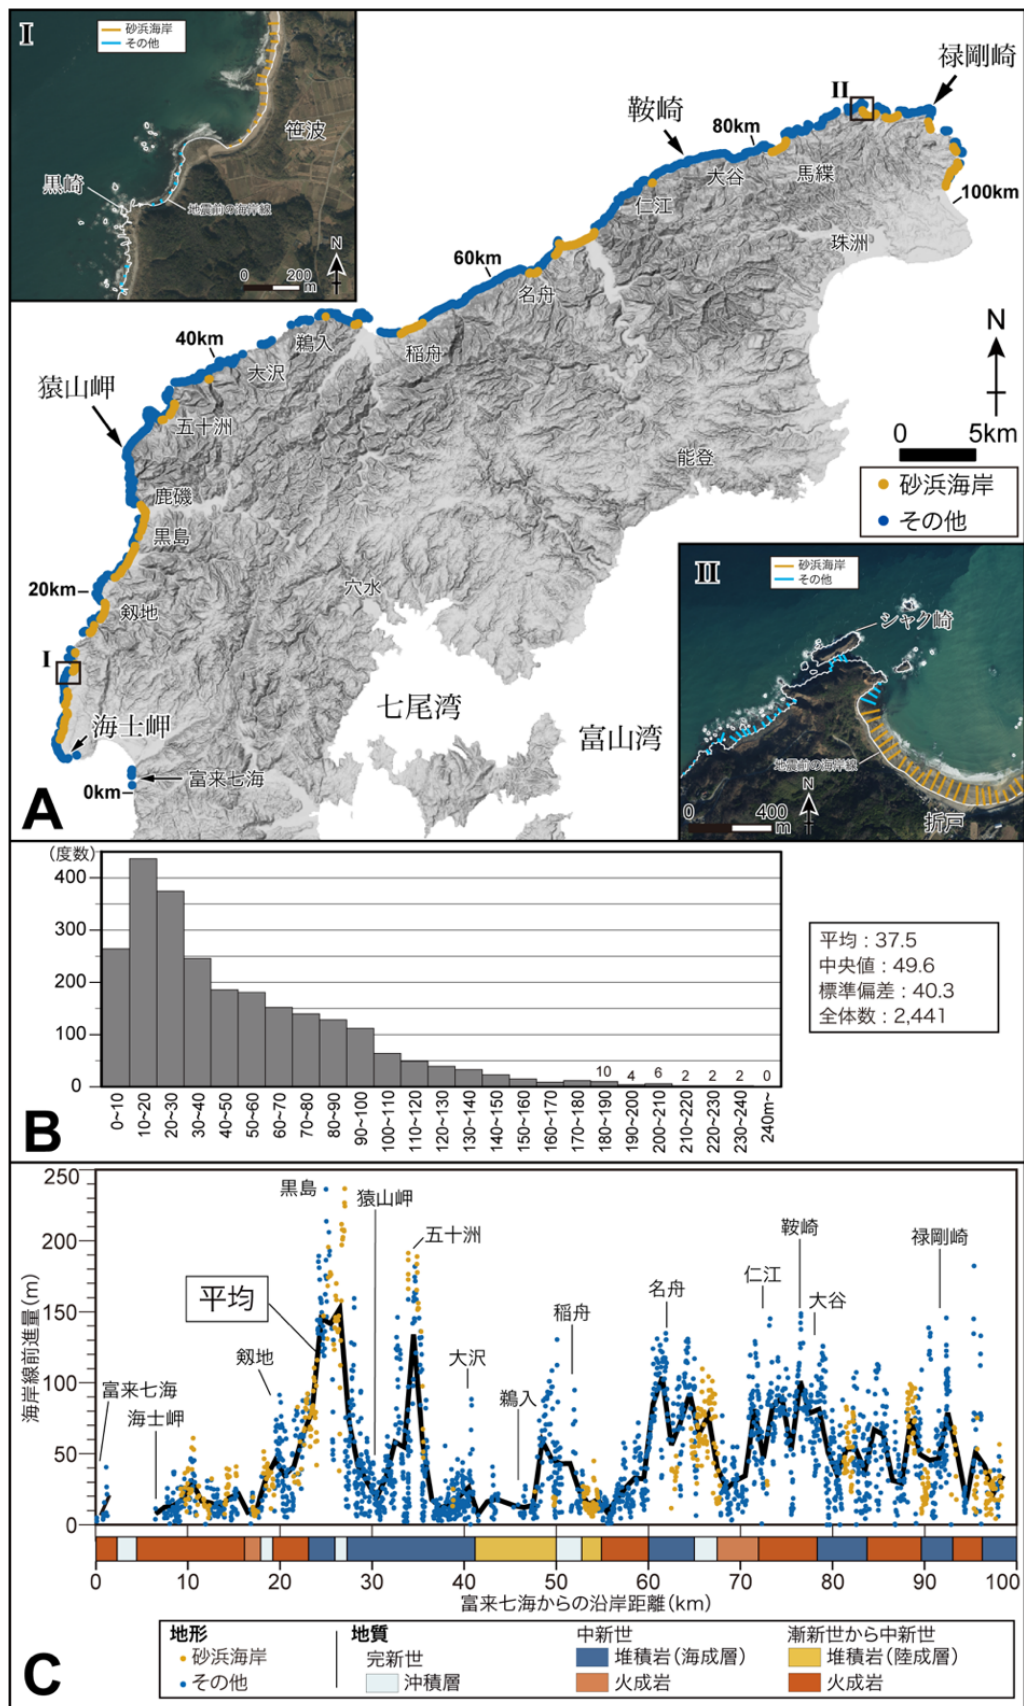 I
砂浜海岸
その他
笹波
黒崎
地震前の海岸線
0 200 m
N
禄剛崎
II
鞍崎
80km
大谷
馬緤
仁江
100km
珠洲
60km
名舟
稲舟
40km
鵜入
大沢
猿山岬
五十洲
鹿磯
黒島
20km
剱地
穴水
能登
N
0 5km
砂浜海岸
その他
I
海士岬
七尾湾
富山湾
富来七海
0km
A
II
砂浜海岸
その他
シャク崎
地震前の海岸線
N
0 400 m
折戸
(度数)
400
300
200
100
0
10 4 6 2 2 2 0
0~10 10~20 20~30 30~40 40~50 50~60 60~70 70~80 80~90 90~100 100~110 110~120 120~130 130~140 140~150 150~160 160~170 170~180 180~190 190~200 200~210 210~220 220~230 230~240 240m~
平均：37.5
中央値：49.6
標準偏差：40.3
全体数：2,441
B
海岸線前進量(m)
250
200
150
100
50
0
黒島
猿山岬
五十洲
平均
剱地
富来七海
海士岬
大沢
鵜入
稲舟
名舟
仁江
鞍崎
大谷
禄剛崎
0 10 20 30 40 50 60 70 80 90 100
富来七海からの沿岸距離(km)
地形
砂浜海岸
その他
地質
完新世
沖積層
中新世
堆積岩(海成層)
火成岩
漸新世から中新世
堆積岩(陸成層)
火成岩
C